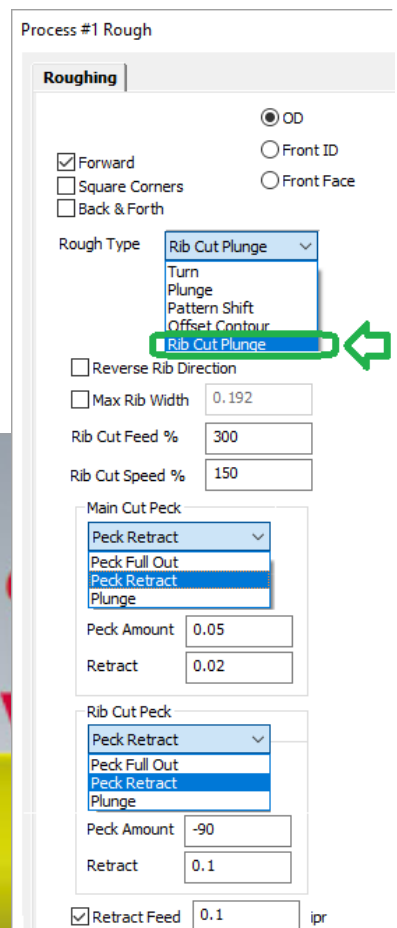 Process #1 Rough
Roughing
OD
Forward
Front ID
Square Corners
Front Face
Back & Forth
Rough Type Rib Cut Plunge
Turn
Plunge
Pattern Shift
Offset Contour
Rib Cut Plunge
Reverse Rib Direction
Max Rib Width 0.192
Rib Cut Feed % 300
Rib Cut Speed % 150
Main Cut Peck
Peck Retract
Peck Full Out
Peck Retract
Plunge
Peck Amount 0.05
Retract 0.02
Rib Cut Peck
Peck Retract
Peck Full Out
Peck Retract
Plunge
Peck Amount -90
Retract 0.1
Retract Feed 0.1 ipr